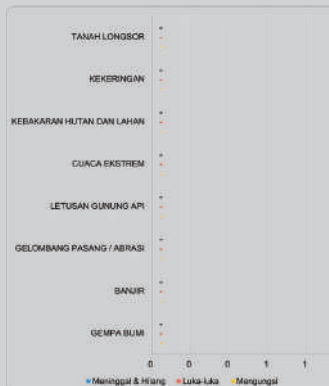 TANAH LONGSOR
KEKERINGAN
KEBAKARAN HUTAN DAN LAHAN
CUACA EKSTREM
LETUSAN GUNUNG API
GELOMBANG PASANG / ABRASI
BANJIR
GEMPA BUMI
0 0 0 1 1
Meninggal & Hilang Luka-luka Mengungsi